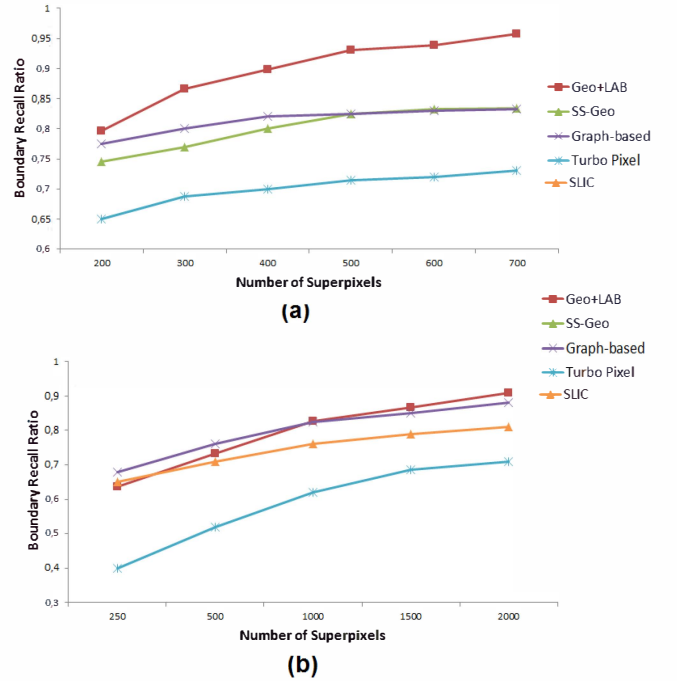 1
0,95
0,9
0,85
0,8
0,75
0,7
0,65
0,6
Boundary Recall Ratio
200 300 400 500 600 700
Number of Superpixels
Geo+LAB
SS-Geo
Graph-based
Turbo Pixel
SLIC
(a)
1
0,9
0,8
0,7
0,6
0,5
0,4
0,3
Boundary Recall Ratio
250 500 1000 1500 2000
Number of Superpixels
Geo+LAB
SS-Geo
Graph-based
Turbo Pixel
SLIC
(b)